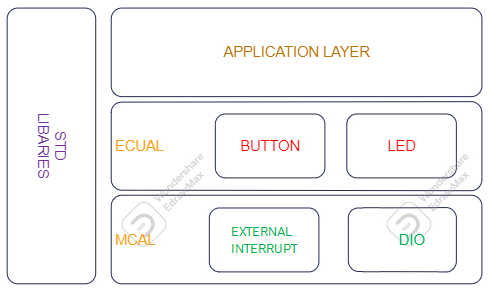 STD
LIBARIES
APPLICATION LAYER
ECUAL
BUTTON
LED
MCAL
EXTERNAL
INTERRUPT
DIO
Wondershare
EdrawMax
Wondershare
EdrawMax